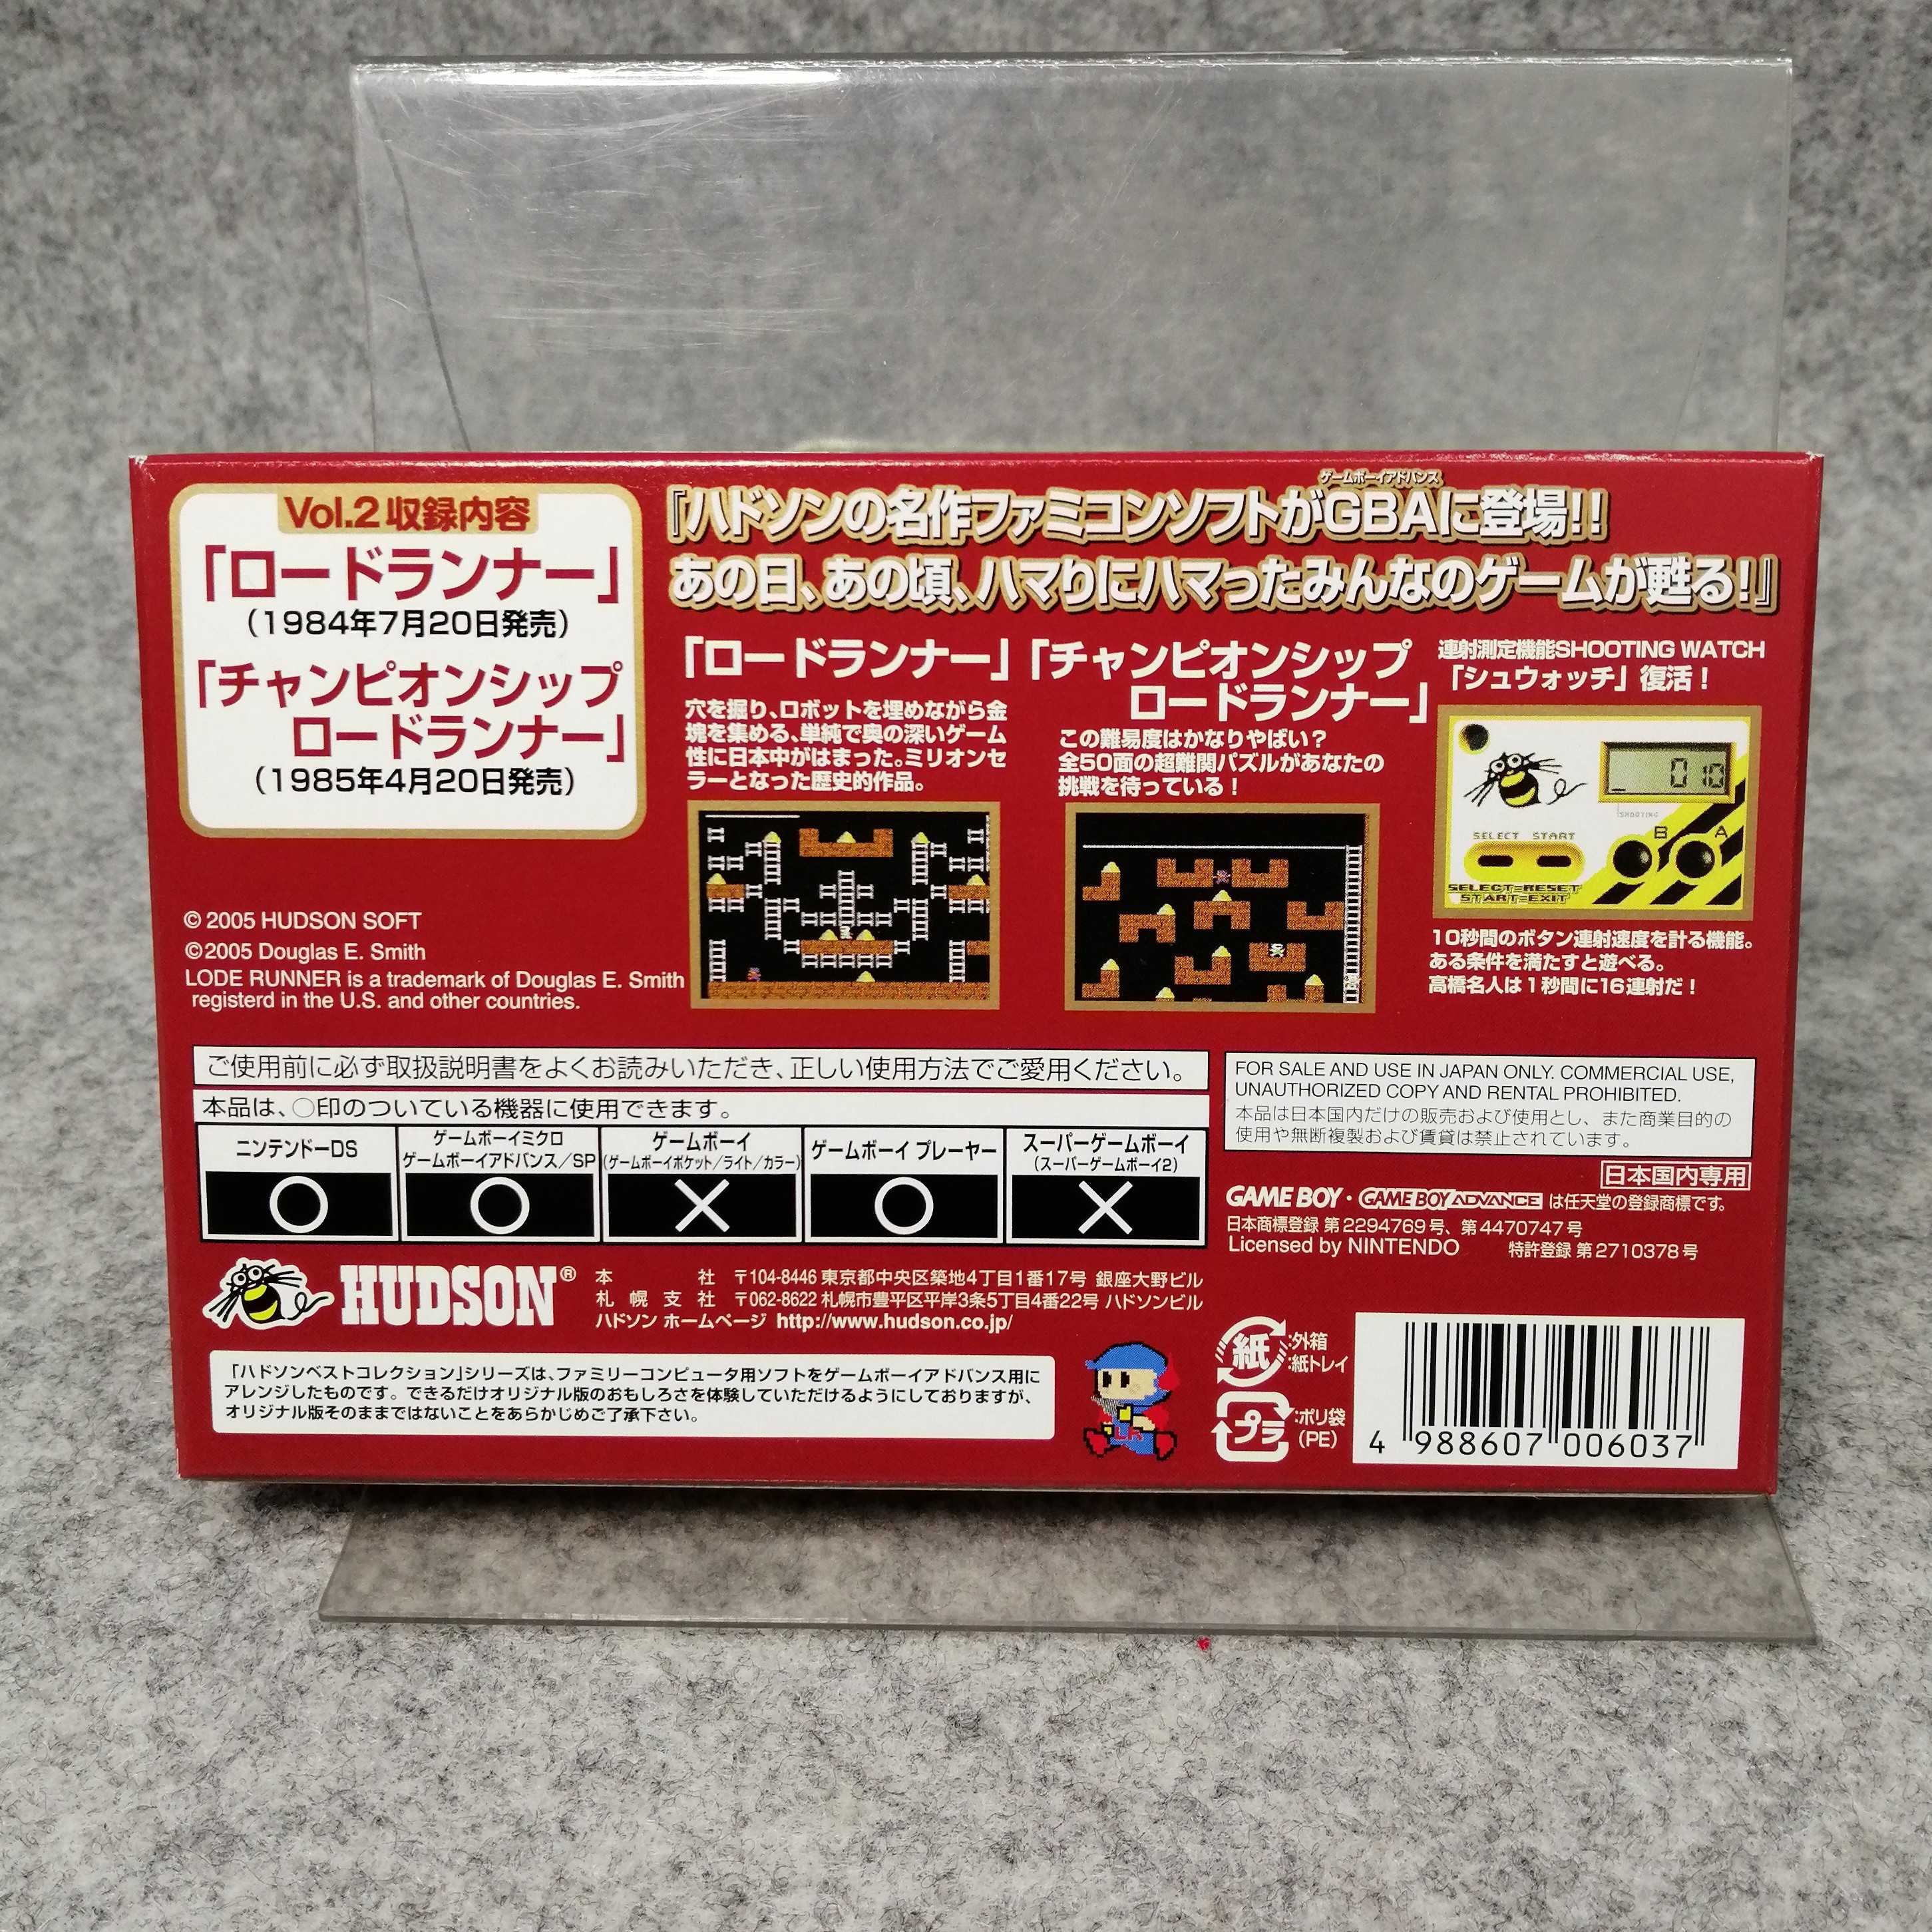 Vol.2 収録内容
「ロードランナー」
（1984年7月20日発売）
「チャンピオンシップ
ロードランナー」
（1985年4月20日発売）
© 2005 HUDSON SOFT
©2005 Douglas E. Smith
LODE RUNNER is a trademark of Douglas E. Smith
registerd in the U.S. and other countries.
ゲームボーイアドバンス
『ハドソンの名作ファミコンソフトがGBAに登場!!
あの日、あの頃、ハマりにハマったみんなのゲームが甦る!』
「ロードランナー」
穴を掘り、ロボットを埋めながら金
塊を集める、単純で奥の深いゲーム
性に日本中がはまった。ミリオンセ
ラーとなった歴史的作品。
「チャンピオンシップ
ロードランナー」
この難易度はかなりやばい？
全50面の超難関パズルがあなたの
挑戦を待っている！
連射測定機能SHOOTING WATCH
「シュウォッチ」復活！
0 10
SHOOTING
SELECT START
B A
SELECT=RESET
START=EXIT
10秒間のボタン連射速度を計る機能。
ある条件を満たすと遊べる。
高橋名人は1秒間に16連射だ！
ご使用前に必ず取扱説明書をよくお読みいただき、正しい使用方法でご愛用ください。
本品は、○印のついている機器に使用できます。
ニンテンドーDS
○
ゲームボーイミクロ
ゲームボーイアドバンス／SP
○
ゲームボーイ
（ゲームボーイポケット／ライト／カラー）
×
ゲームボーイ プレーヤー
○
スーパーゲームボーイ
（スーパーゲームボーイ2）
×
FOR SALE AND USE IN JAPAN ONLY. COMMERCIAL USE,
UNAUTHORIZED COPY AND RENTAL PROHIBITED.
本品は日本国内だけの販売および使用とし、また商業目的の
使用や無断複製および賃貸は禁止されています。
日本国内専用
GAME BOY・GAME BOY ADVANCE は任天堂の登録商標です。
日本商標登録 第2294769号、第4470747号
Licensed by NINTENDO 特許登録 第2710378号
HUDSON®
本社 〒104-8446 東京都中央区築地4丁目1番17号 銀座大野ビル
札幌支社 〒062-8622 札幌市豊平区平岸3条5丁目4番22号 ハドソンビル
ハドソン ホームページ http://www.hudson.co.jp/
「ハドソンベストコレクション」シリーズは、ファミリーコンピュータ用ソフトをゲームボーイアドバンス用に
アレンジしたものです。できるだけオリジナル版のおもしろさを体験していただけるようにしておりますが、
オリジナル版そのままではないことをあらかじめご了承下さい。
LR
紙 :外箱
:紙トレイ
プラ :ポリ袋
(PE)
4 988607 006037